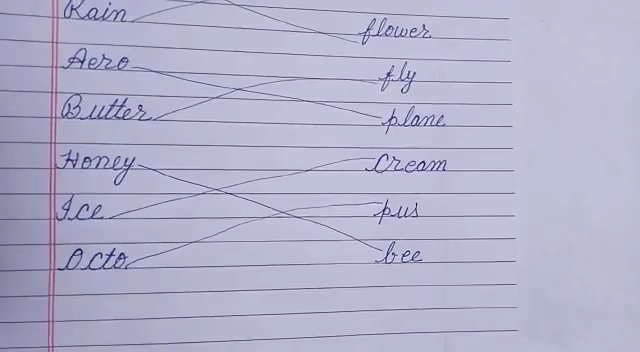 Rain
flower
Aero
fly
Butter
plane
Honey
cream
Ice
pus
Octo
bee